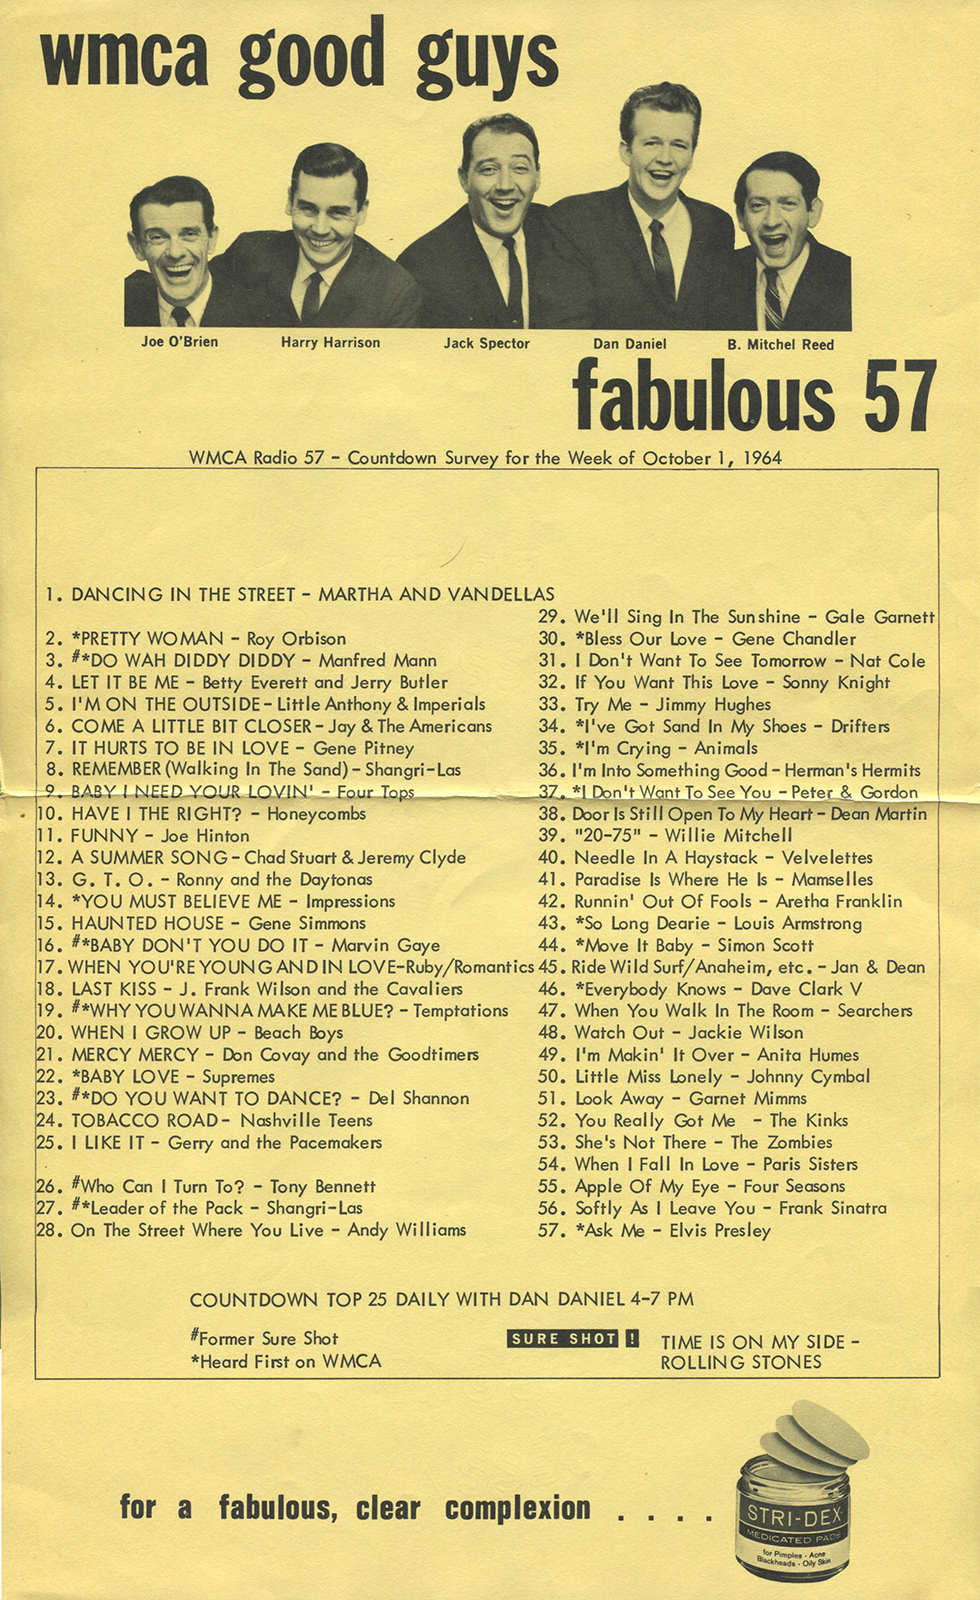 wmca good guys
Joe O'Brien Harry Harrison Jack Spector Dan Daniel B. Mitchel Reed
fabulous 57
WMCA Radio 57 - Countdown Survey for the Week of October 1, 1964
1. DANCING IN THE STREET - MARTHA AND VANDELLAS
2. *PRETTY WOMAN - Roy Orbison
3. #*DO WAH DIDDY DIDDY - Manfred Mann
4. LET IT BE ME - Betty Everett and Jerry Butler
5. I'M ON THE OUTSIDE - Little Anthony & Imperials
6. COME A LITTLE BIT CLOSER - Jay & The Americans
7. IT HURTS TO BE IN LOVE - Gene Pitney
8. REMEMBER (Walking In The Sand) - Shangri-Las
9. BABY I NEED YOUR LOVIN' - Four Tops
10. HAVE I THE RIGHT? - Honeycombs
11. FUNNY - Joe Hinton
12. A SUMMER SONG - Chad Stuart & Jeremy Clyde
13. G. T. O. - Ronny and the Daytonas
14. *YOU MUST BELIEVE ME - Impressions
15. HAUNTED HOUSE - Gene Simmons
16. #*BABY DON'T YOU DO IT - Marvin Gaye
17. WHEN YOU'RE YOUNG AND IN LOVE-Ruby/Romantics
18. LAST KISS - J. Frank Wilson and the Cavaliers
19. #*WHY YOU WANNA MAKE ME BLUE? - Temptations
20. WHEN I GROW UP - Beach Boys
21. MERCY MERCY - Don Covay and the Goodtimers
22. *BABY LOVE - Supremes
23. #*DO YOU WANT TO DANCE? - Del Shannon
24. TOBACCO ROAD - Nashville Teens
25. I LIKE IT - Gerry and the Pacemakers
26. #Who Can I Turn To? - Tony Bennett
27. #*Leader of the Pack - Shangri-Las
28. On The Street Where You Live - Andy Williams
29. We'll Sing In The Sunshine - Gale Garnett
30. *Bless Our Love - Gene Chandler
31. I Don't Want To See Tomorrow - Nat Cole
32. If You Want This Love - Sonny Knight
33. Try Me - Jimmy Hughes
34. *I've Got Sand In My Shoes - Drifters
35. *I'm Crying - Animals
36. I'm Into Something Good - Herman's Hermits
37. *I Don't Want To See You - Peter & Gordon
38. Door Is Still Open To My Heart - Dean Martin
39. "20-75" - Willie Mitchell
40. Needle In A Haystack - Velvelettes
41. Paradise Is Where He Is - Mamselles
42. Runnin' Out Of Fools - Aretha Franklin
43. *So Long Dearie - Louis Armstrong
44. *Move It Baby - Simon Scott
45. Ride Wild Surf/Anaheim, etc. - Jan & Dean
46. *Everybody Knows - Dave Clark V
47. When You Walk In The Room - Searchers
48. Watch Out - Jackie Wilson
49. I'm Makin' It Over - Anita Humes
50. Little Miss Lonely - Johnny Cymbal
51. Look Away - Garnet Mimms
52. You Really Got Me - The Kinks
53. She's Not There - The Zombies
54. When I Fall In Love - Paris Sisters
55. Apple Of My Eye - Four Seasons
56. Softly As I Leave You - Frank Sinatra
57. *Ask Me - Elvis Presley
COUNTDOWN TOP 25 DAILY WITH DAN DANIEL 4-7 PM
#Former Sure Shot
*Heard First on WMCA
SURE SHOT ! TIME IS ON MY SIDE -
ROLLING STONES
for a fabulous, clear complexion . . . .
STRI-DEX
MEDICATED PADS
for Pimples - Acne
Blackheads - Oily Skin